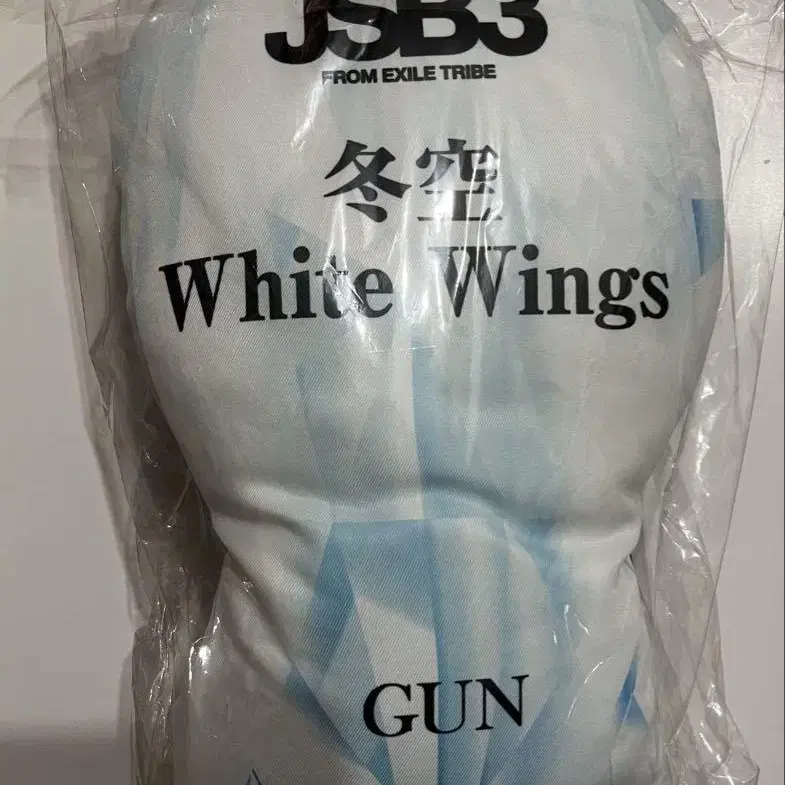 JSB3
FROM EXILE TRIBE
冬空
White Wings
GUN